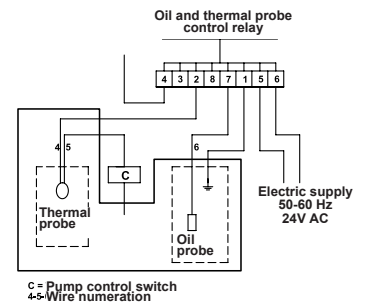 Oil and thermal probe
control relay
4 3 2 8 7 1 5 6
4 5
6
C
Thermal
probe
Oil
probe
Electric supply
50-60 Hz
24V AC
C = Pump control switch
4-5-Wire numeration